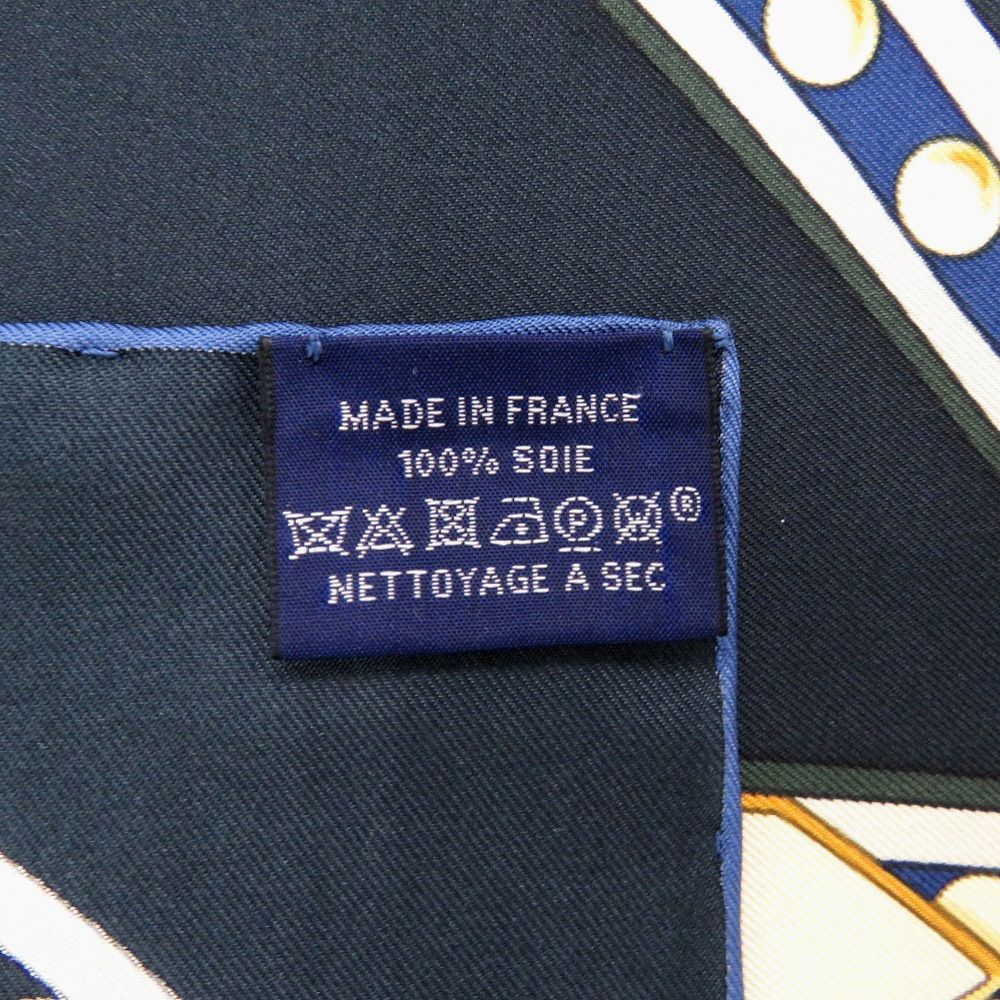 MADE IN FRANCE
100% SOIE
P W ®
NETTOYAGE A SEC